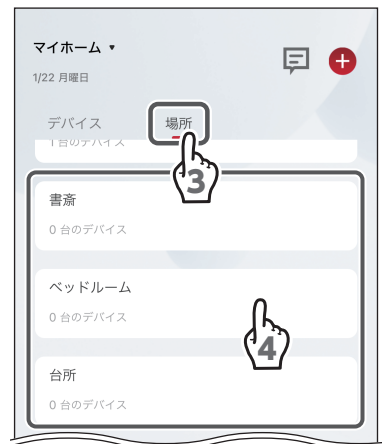 マイホーム ▼
1/22 月曜日
デバイス 場所
1 台のデバイス
3
書斎
0 台のデバイス
ベッドルーム
0 台のデバイス
4
台所
0 台のデバイス